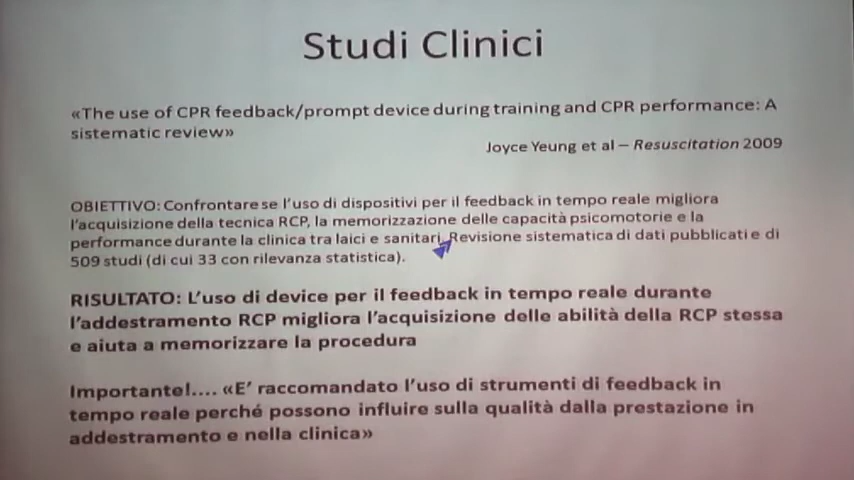 Studi Clinici
«The use of CPR feedback/prompt device during training and CPR performance: A
sistematic review»
Joyce Yeung et al – Resuscitation 2009
OBIETTIVO: Confrontare se l’uso di dispositivi per il feedback in tempo reale migliora
l’acquisizione della tecnica RCP, la memorizzazione delle capacità psicomotorie e la
performance durante la clinica tra laici e sanitari. Revisione sistematica di dati pubblicati e di
509 studi (di cui 33 con rilevanza statistica).
RISULTATO: L’uso di device per il feedback in tempo reale durante
l’addestramento RCP migliora l’acquisizione delle abilità della RCP stessa
e aiuta a memorizzare la procedura
Importante!.... «E’ raccomandato l’uso di strumenti di feedback in
tempo reale perché possono influire sulla qualità dalla prestazione in
addestramento e nella clinica»